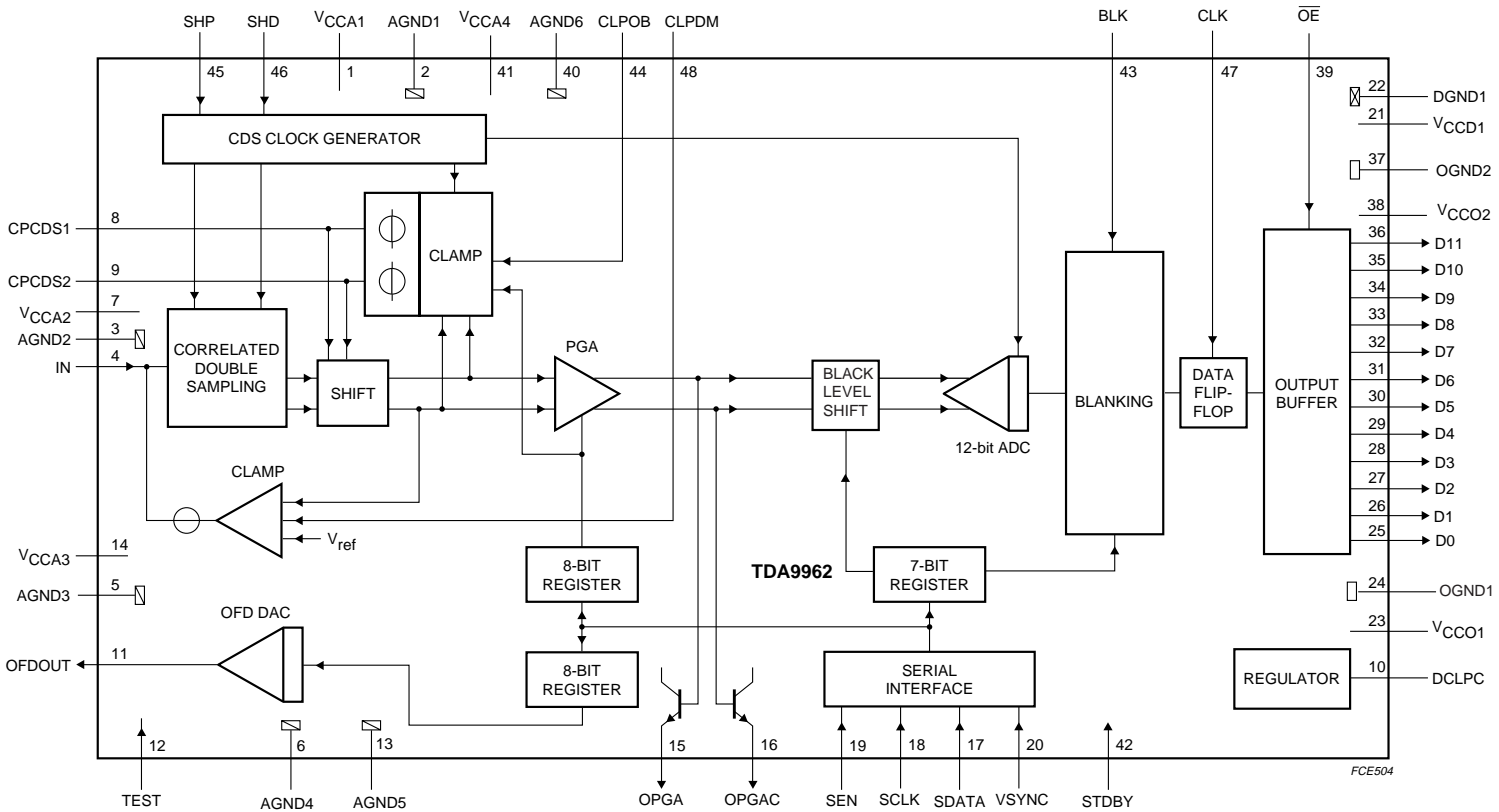 SHP SHD VCCA1 AGND1 VCCA4 AGND6 CLPOB CLPDM BLK CLK OE
45 46 1 2 41 40 44 48 43 47 39
22 DGND1
21 VCCD1
CDS CLOCK GENERATOR
37 OGND2
38 VCCO2
CPCDS1 8
CPCDS2 9
CLAMP
VCCA2 7
AGND2 3
IN 4
CORRELATED
DOUBLE
SAMPLING
SHIFT
PGA
BLACK
LEVEL
SHIFT
12-bit ADC
BLANKING
DATA
FLIP-
FLOP
OUTPUT
BUFFER
36 D11
35 D10
34 D9
33 D8
32 D7
31 D6
30 D5
29 D4
28 D3
27 D2
26 D1
25 D0
CLAMP
Vref
VCCA3 14
AGND3 5
8-BIT
REGISTER
TDA9962
7-BIT
REGISTER
24 OGND1
23 VCCO1
OFD DAC
OFDOUT 11
8-BIT
REGISTER
SERIAL
INTERFACE
REGULATOR
10 DCLPC
12 6 13 15 16 19 18 17 20 42
TEST AGND4 AGND5 OPGA OPGAC SEN SCLK SDATA VSYNC STDBY
FCE504